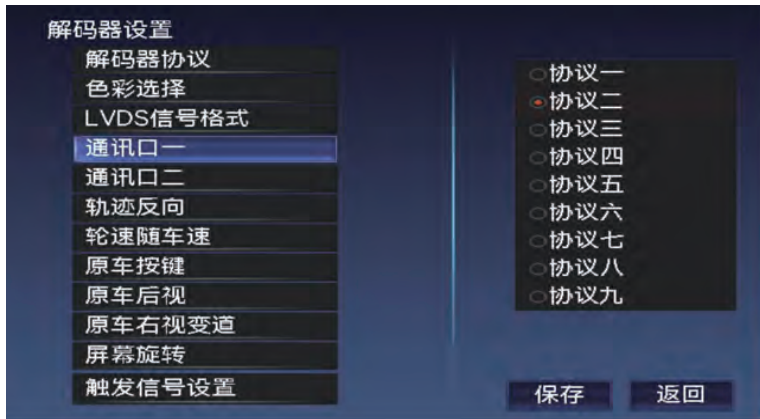 解码器设置
解码器协议
色彩选择
LVDS信号格式
通讯口一
通讯口二
轨迹反向
轮速随车速
原车按键
原车后视
原车右视变道
屏幕旋转
触发信号设置
协议一
协议二
协议三
协议四
协议五
协议六
协议七
协议八
协议九
保存
返回